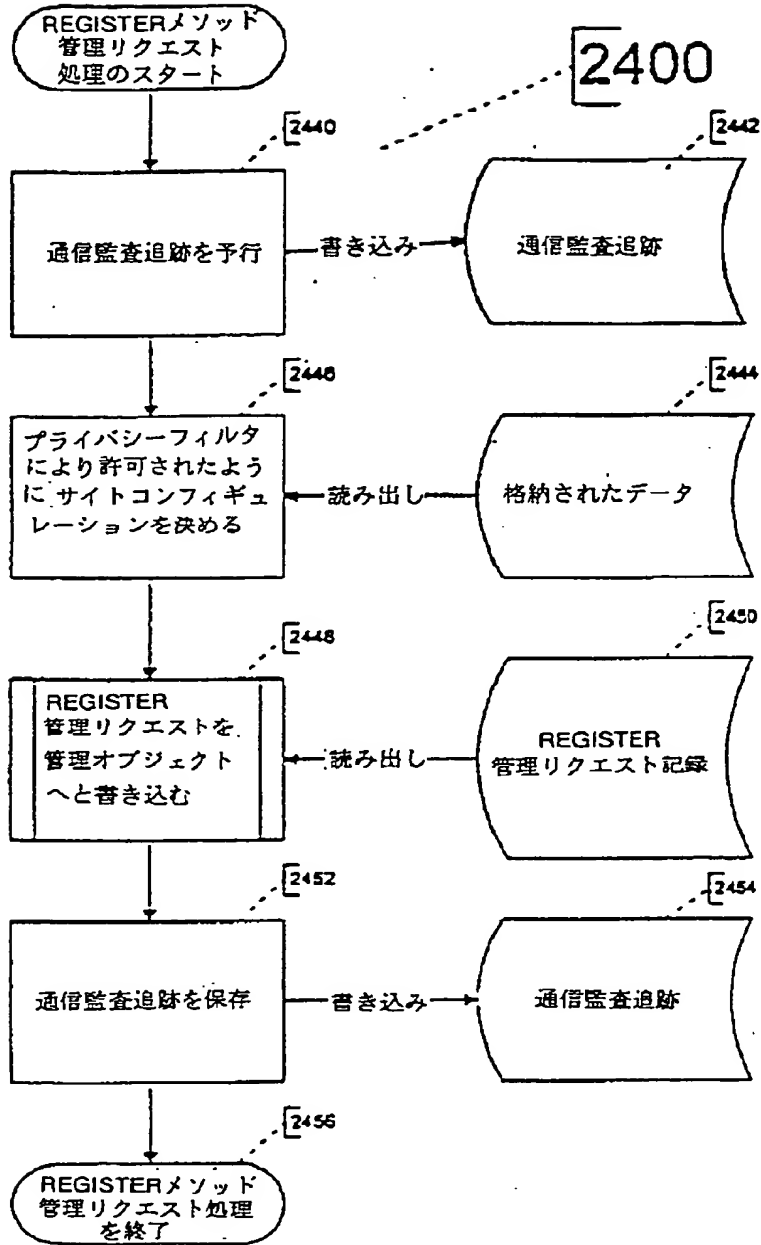 REGISTERメソッド
管理リクエスト
処理のスタート
2400
2440
2442
通信監査追跡を予行
書き込み
通信監査追跡
2446
2444
プライバシーフィルタ
により許可されたよう
に サイトコンフィギュ
レーションを決める
読み出し
格納されたデータ
2448
2450
REGISTER
管理リクエストを
管理オブジェクト
へと書き込む
読み出し
REGISTER
管理リクエスト記録
2452
2454
通信監査追跡を保存
書き込み
通信監査追跡
2456
REGISTERメソッド
管理リクエスト処理
を終了